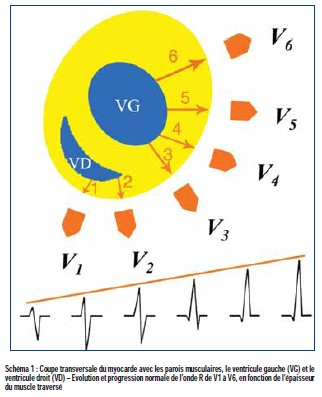 6
V6
VG
5
V5
4
3
V4
VD
1
2
V3
V1
V2
Schéma 1 : Coupe transversale du myocarde avec les parois musculaires, le ventricule gauche (VG) et le
ventricule droit (VD) – Evolution et progression normale de l'onde R de V1 à V6, en fonction de l'épaisseur
du muscle traversé